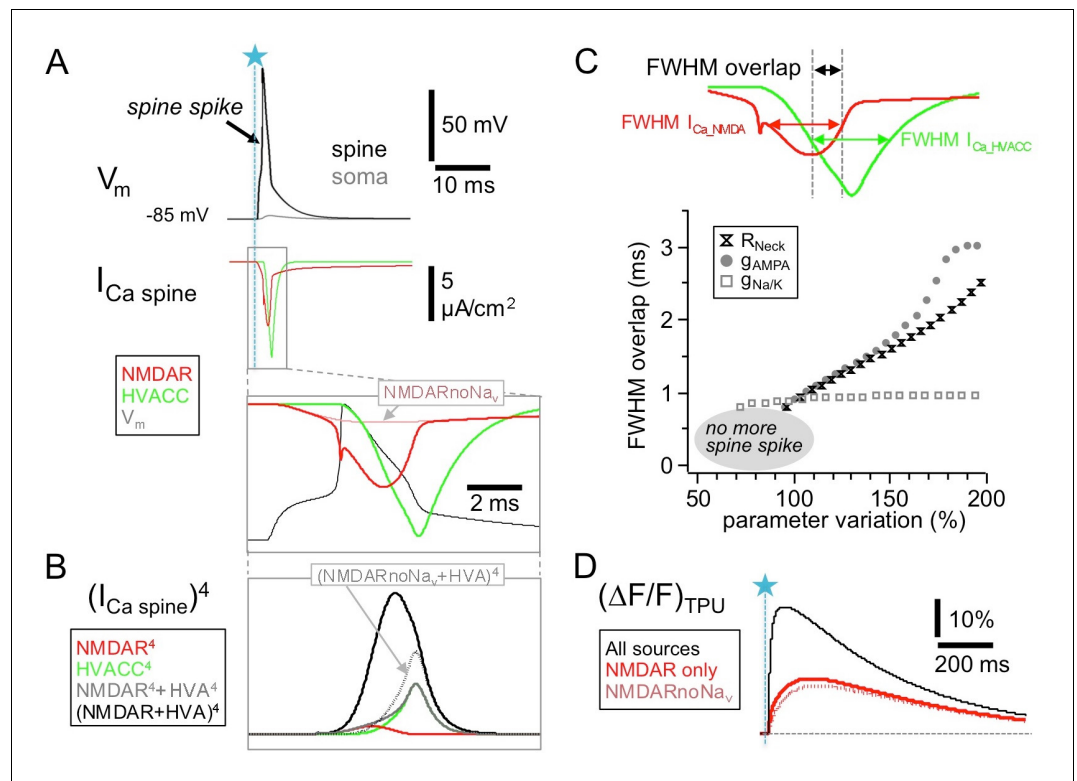 A
spine spike
50 mV
10 ms
spine
soma
Vm
-85 mV
ICa spine
5
µA/cm2
NMDAR
HVACC
Vm
NMDARnoNav
2 ms
B
(ICa spine)4
(NMDARnoNav+HVA)4
NMDAR4
HVACC4
NMDAR4+HVA4
(NMDAR+HVA)4
C
FWHM overlap
FWHM ICa_NMDA
FWHM ICa_HVACC
RNeck
gAMPA
gNa/K
FWHM overlap (ms)
3
2
1
0
no more
spine spike
50 100 150 200
parameter variation (%)
D
(ΔF/F)TPU
10%
200 ms
All sources
NMDAR only
NMDARnoNav